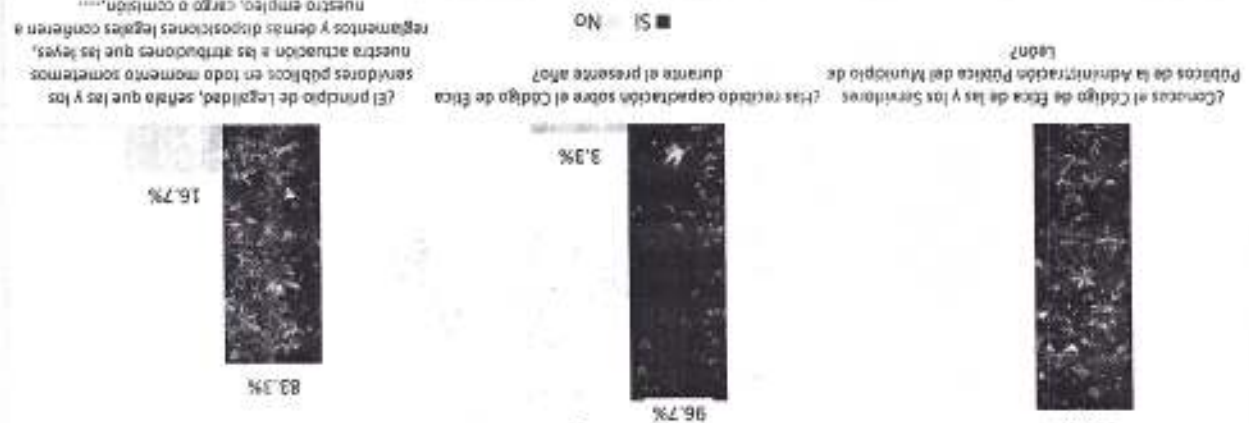 96.7%
3.3%
83.3%
16.7%
¿Conoces el Código de Ética de las y los Servidores
Públicos de la Administración Pública del Municipio de
León?
¿Has recibido capacitación sobre el Código de Ética
durante el presente año?
¿El principio de Legalidad, señala que las y los
servidores públicos en todo momento sometemos
nuestra actuación a las atribuciones que las leyes,
reglamentos y demás disposiciones legales confieren a
nuestro empleo, cargo o comisión,.....
Si No